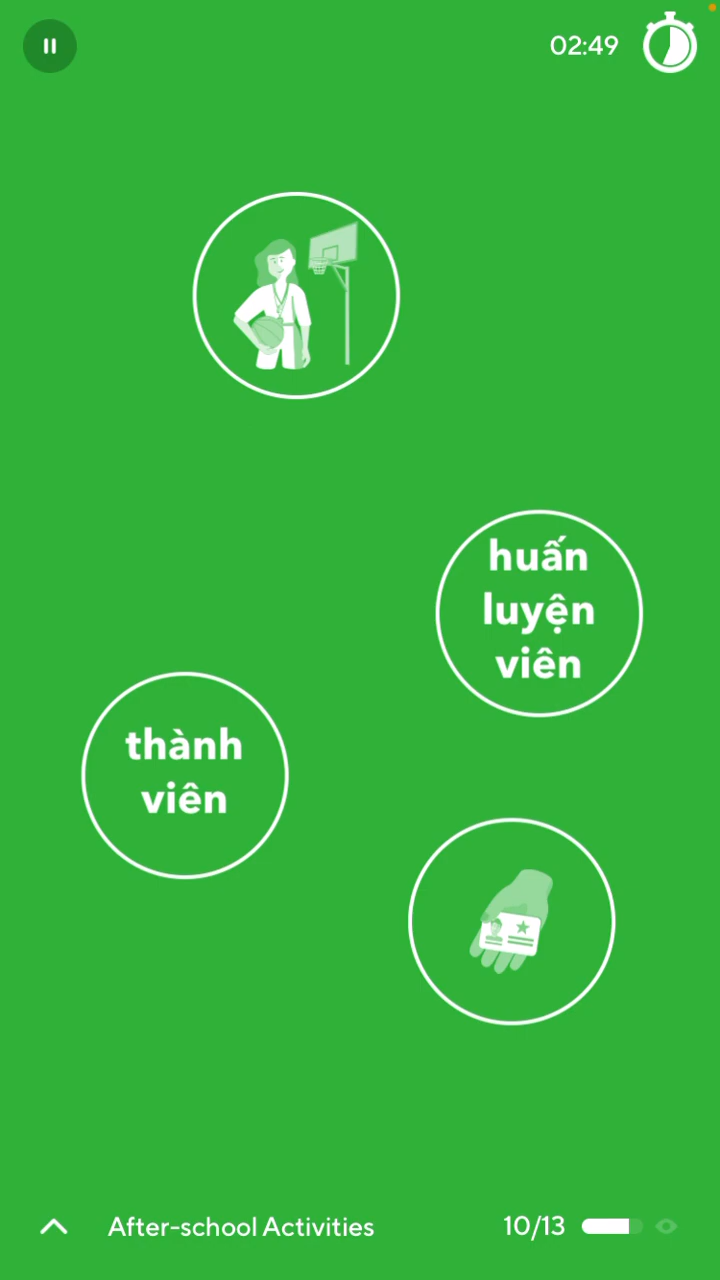 02:49
huấn
luyện
viên
thành
viên
After-school Activities
10/13